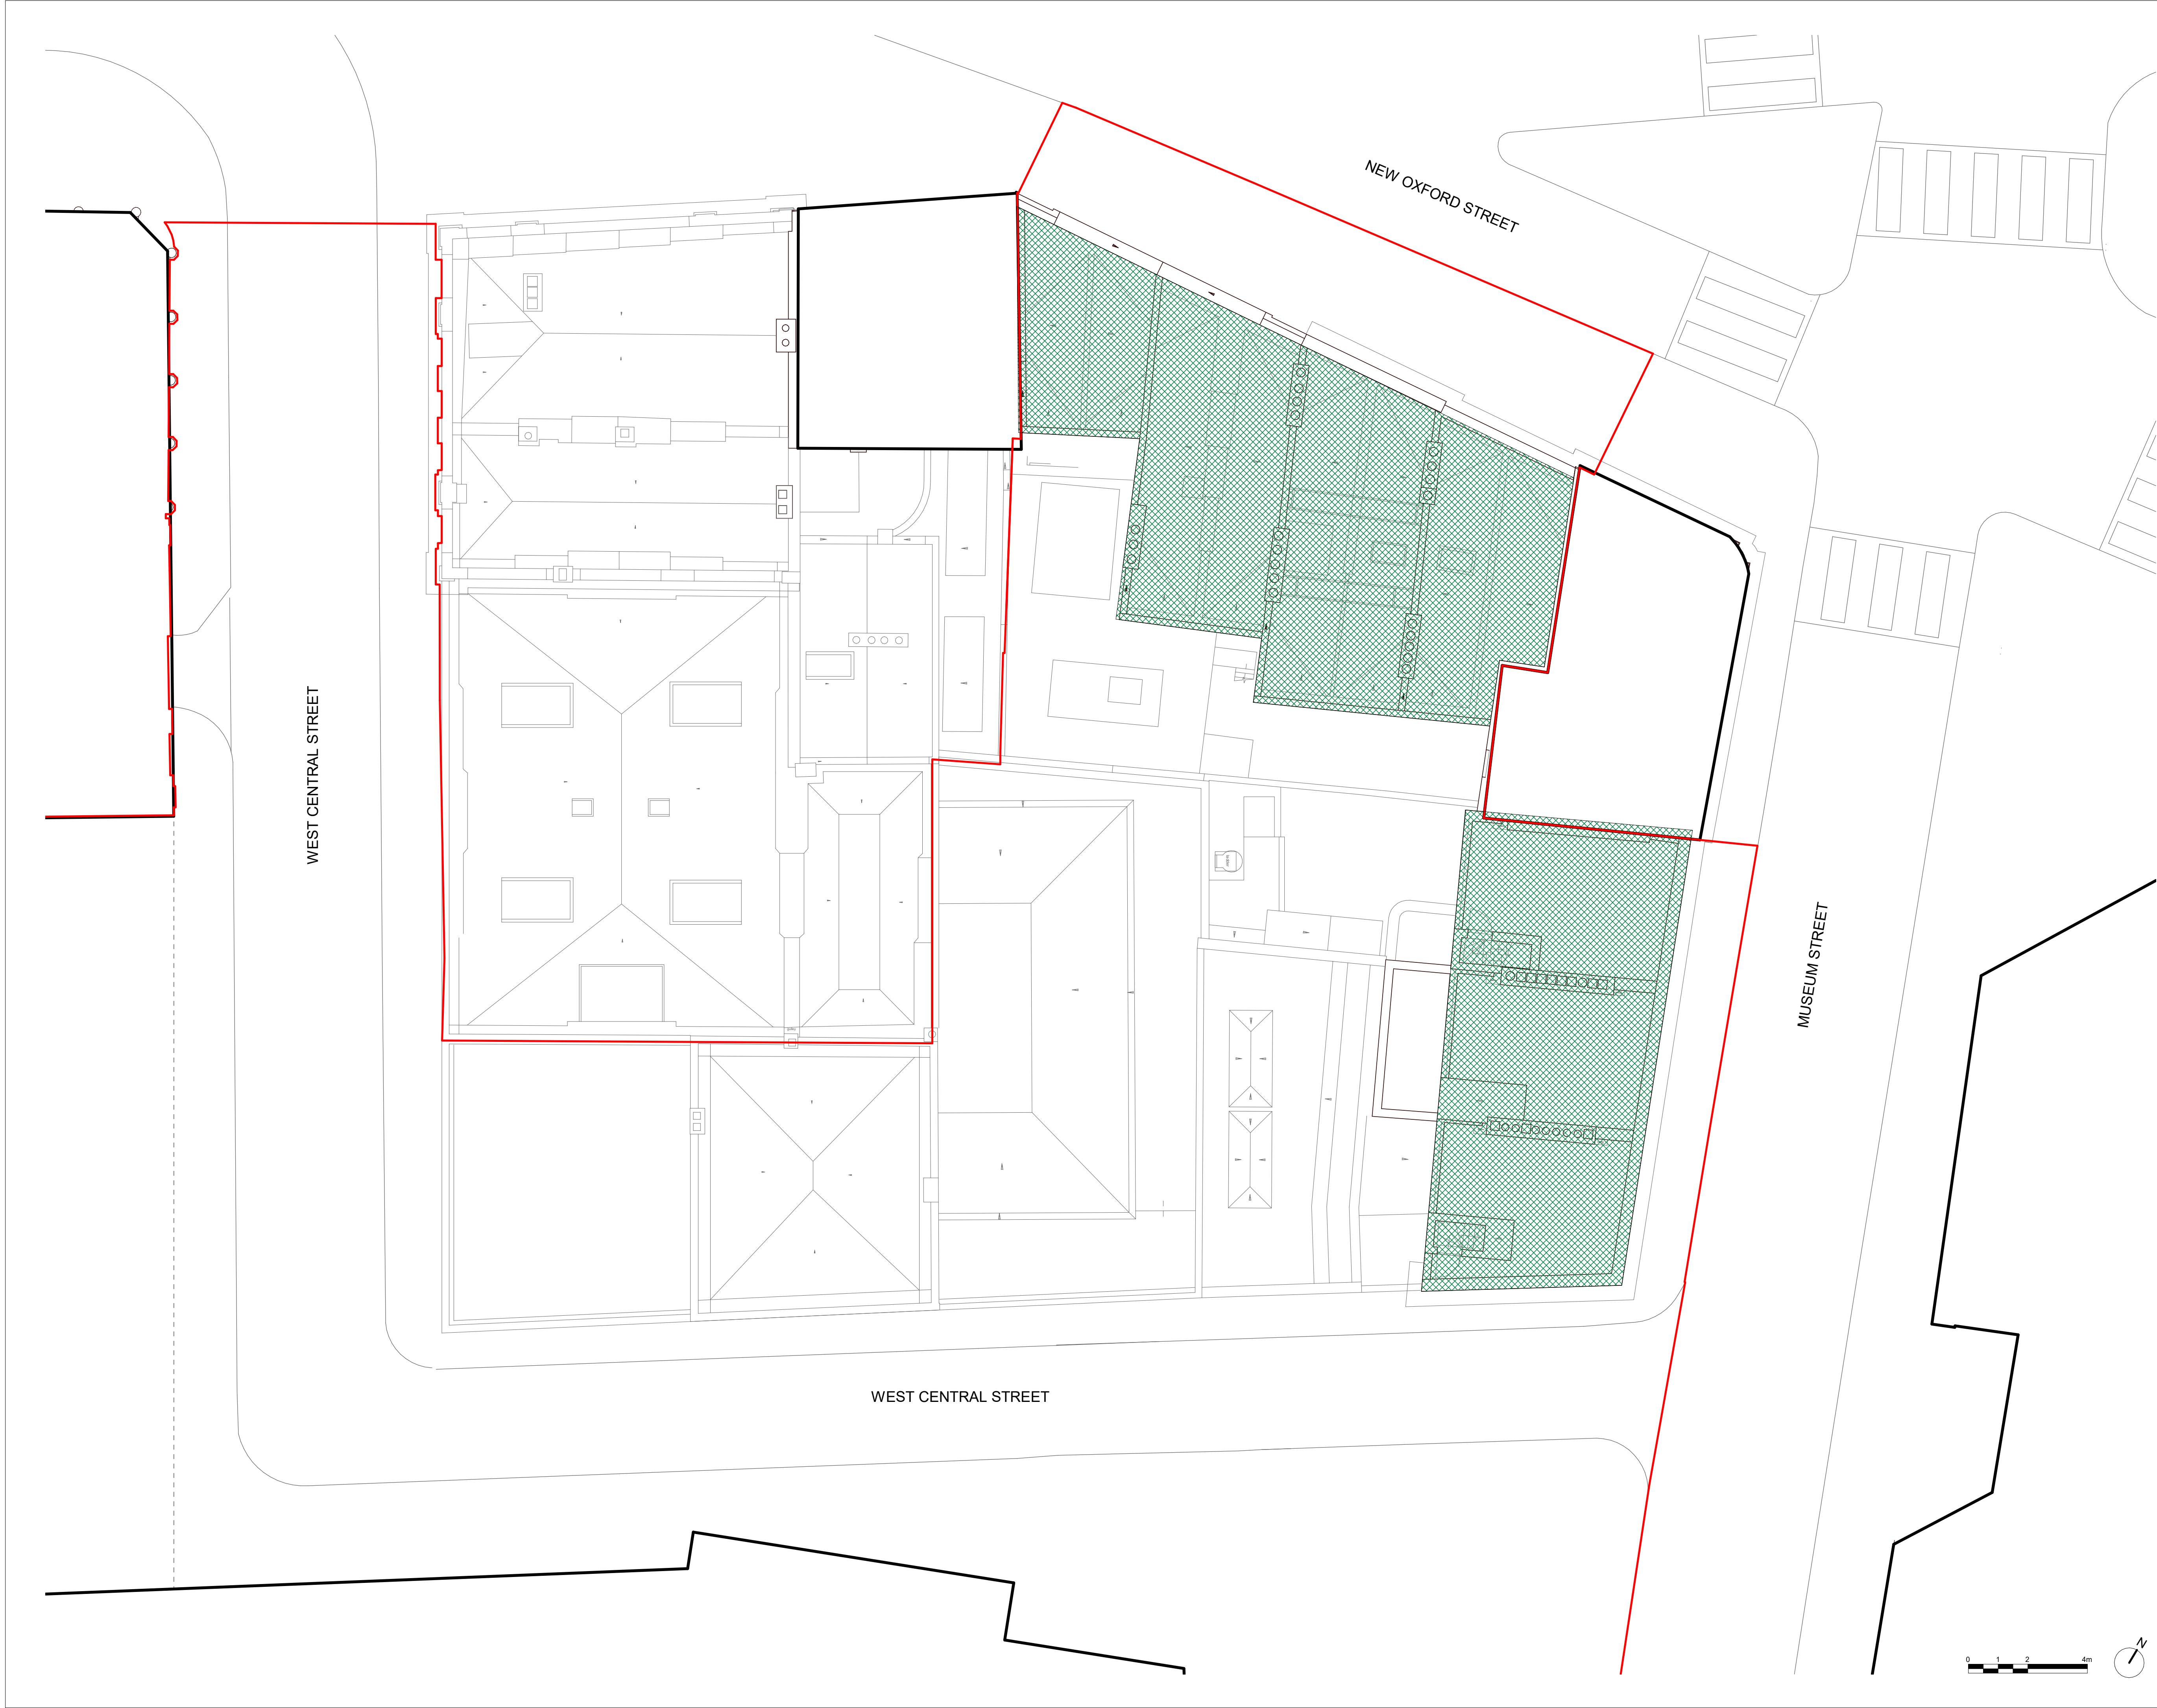 NEW OXFORD STREET
WEST CENTRAL STREET
MUSEUM STREET
WEST CENTRAL STREET
0 1 2 4m
N